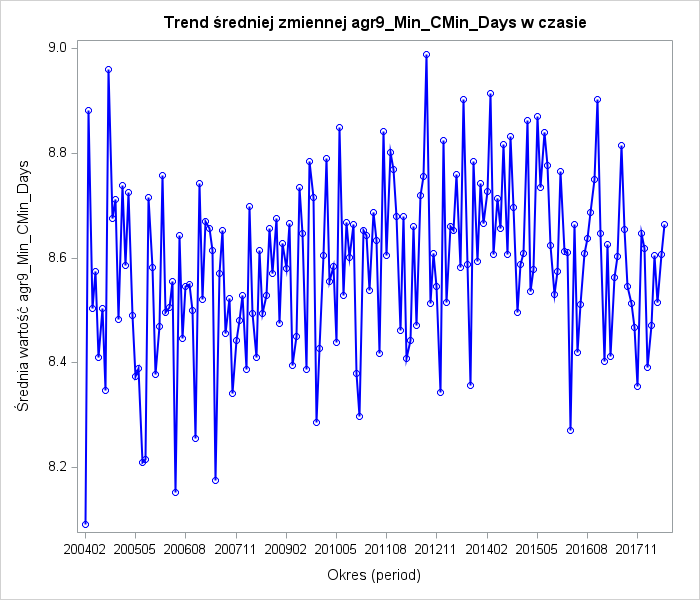 Trend średniej zmiennej agr9_Min_CMin_Days w czasie
Średnia wartość agr9_Min_CMin_Days
9.0
8.8
8.6
8.4
8.2
200402 200505 200608 200711 200902 201005 201108 201211 201402 201505 201608 201711
Okres (period)